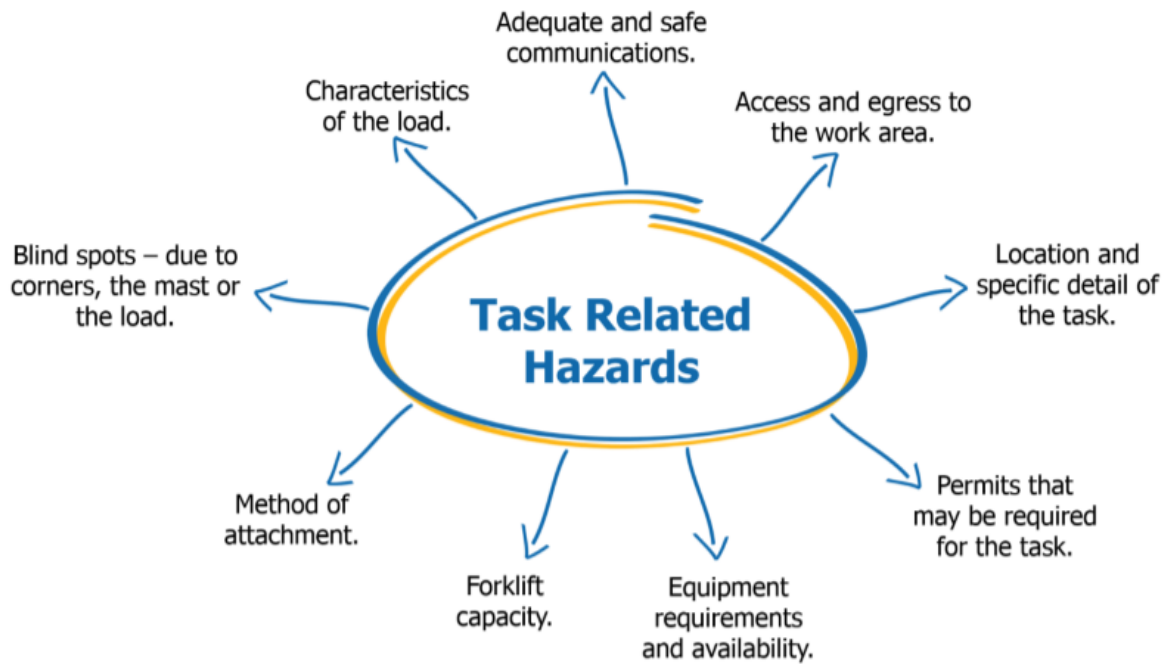 Adequate and safe
communications.
Characteristics
of the load.
Access and egress to
the work area.
Blind spots – due to
corners, the mast or
the load.
Location and
specific detail of
the task.
Task Related
Hazards
Method of
attachment.
Permits that
may be required
for the task.
Forklift
capacity.
Equipment
requirements
and availability.